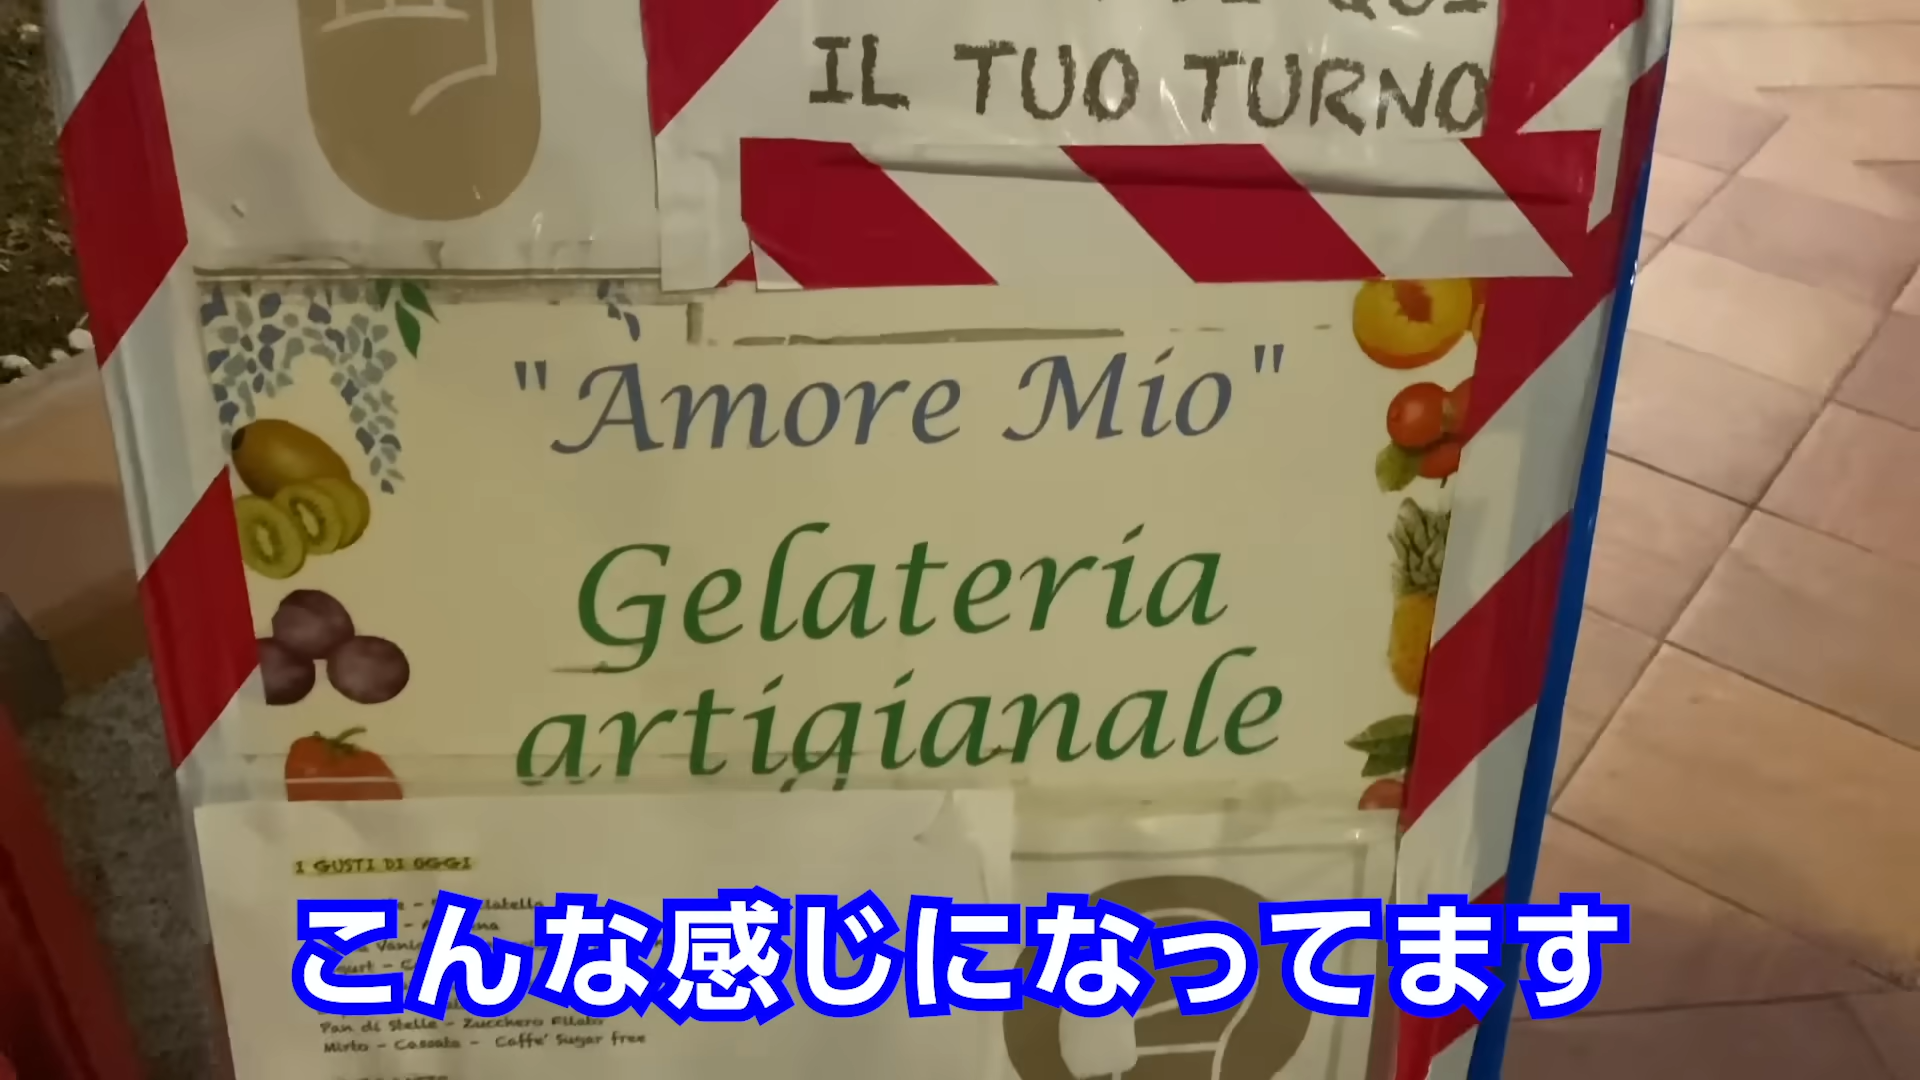 IL TUO TURNO
"Amore Mio"
Gelateria
artigianale
I GUSTI DI OGGI
こんな感じになってます
Pan di Stelle - Zucchero Filato
Mirto - Cassata - Caffe' Sugar free